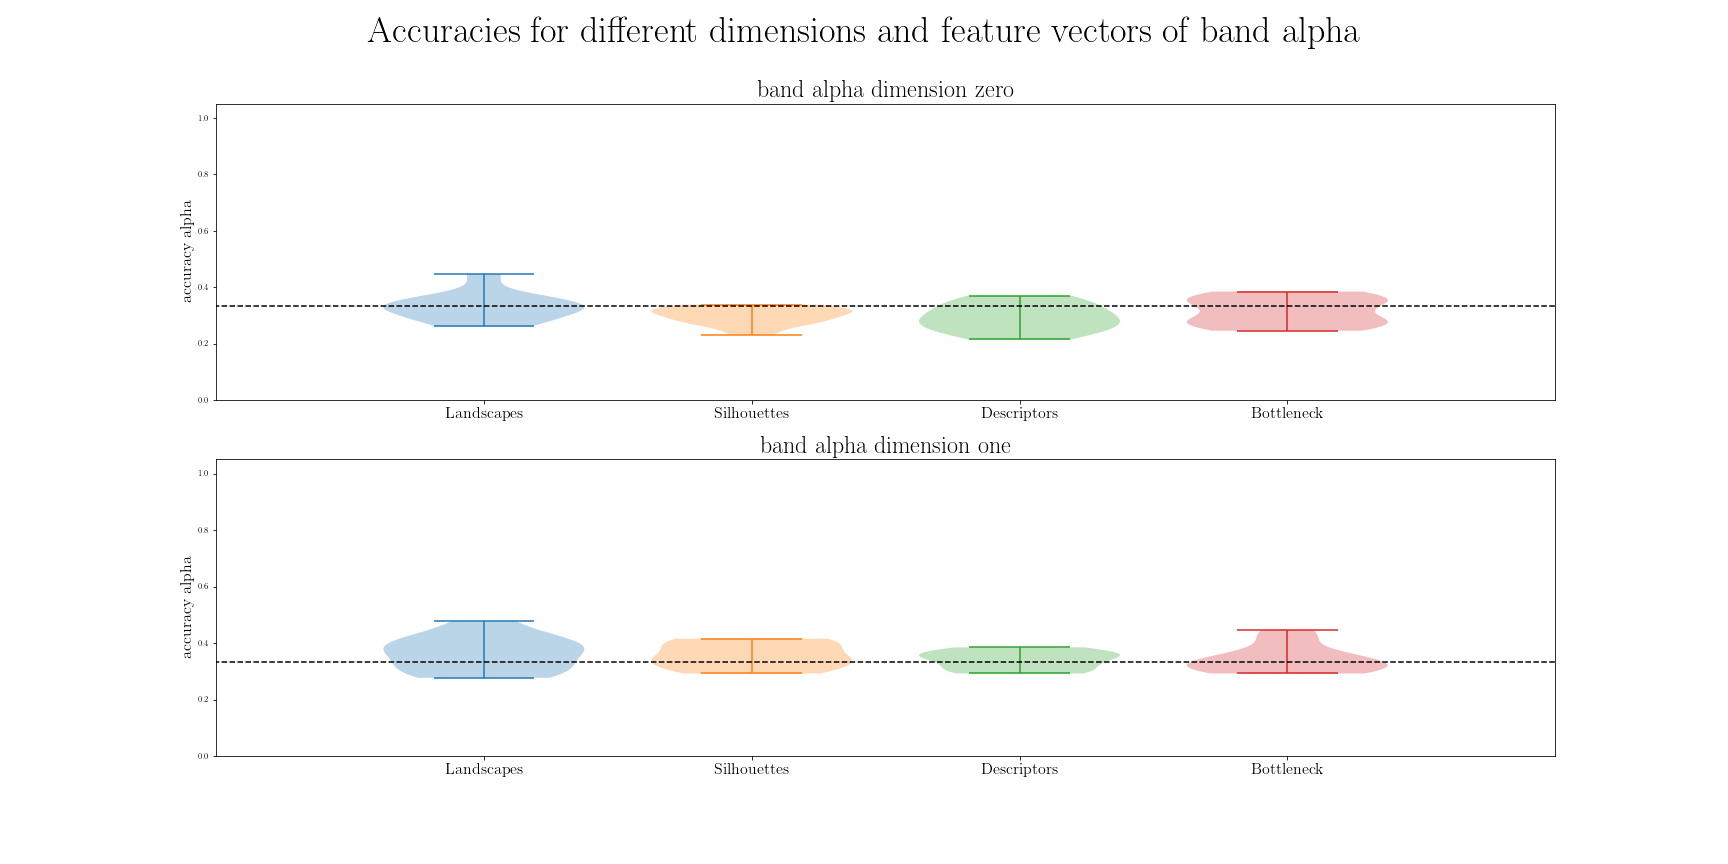 Accuracies for different dimensions and feature vectors of band alpha
band alpha dimension zero
accuracy alpha
1.0
0.8
0.6
0.4
0.2
0.0
Landscapes Silhouettes Descriptors Bottleneck
band alpha dimension one
accuracy alpha
1.0
0.8
0.6
0.4
0.2
0.0
Landscapes Silhouettes Descriptors Bottleneck